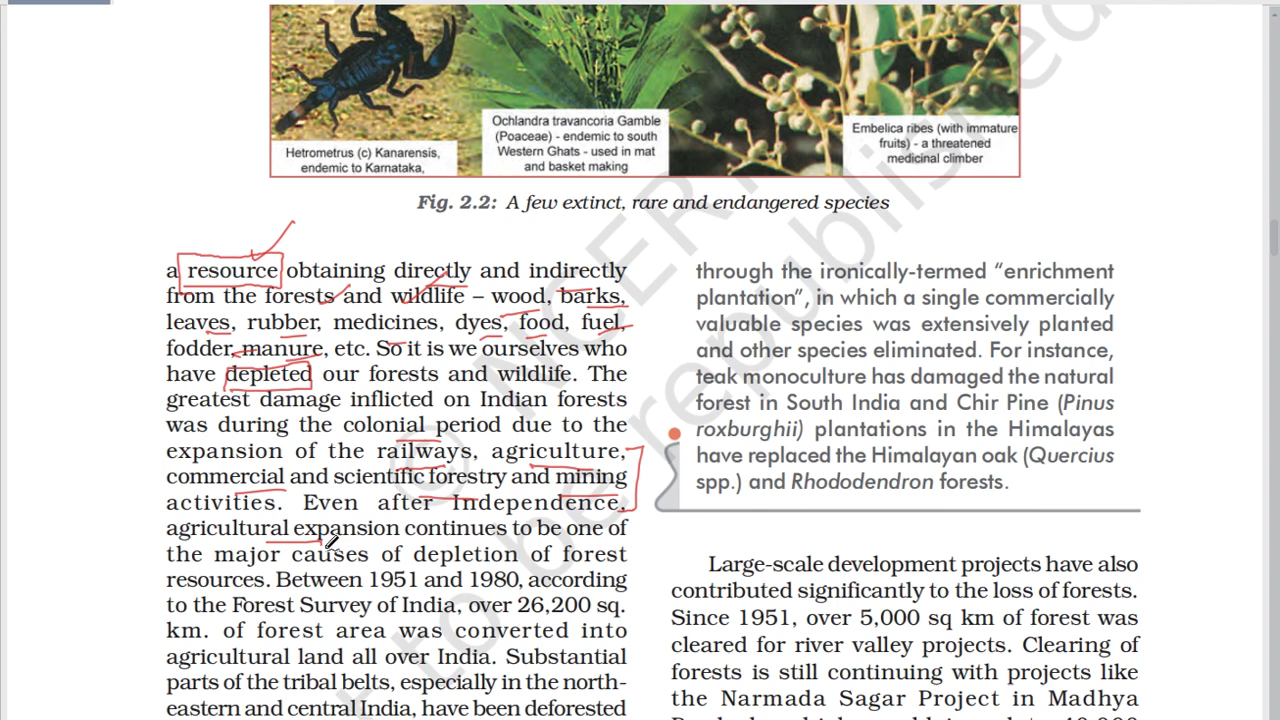 Hetrometrus (c) Kanarensis,
endemic to Karnataka,
Ochlandra travancoria Gamble
(Poaceae) - endemic to south
Western Ghats - used in mat
and basket making
Embelica ribes (with immature
fruits) - a threatened
medicinal climber
Fig. 2.2: A few extinct, rare and endangered species
a resource obtaining directly and indirectly
from the forests and wildlife – wood, barks,
leaves, rubber, medicines, dyes, food, fuel,
fodder, manure, etc. So it is we ourselves who
have depleted our forests and wildlife. The
greatest damage inflicted on Indian forests
was during the colonial period due to the
expansion of the railways, agriculture,
commercial and scientific forestry and mining
activities. Even after Independence,
agricultural expansion continues to be one of
the major causes of depletion of forest
resources. Between 1951 and 1980, according
to the Forest Survey of India, over 26,200 sq.
km. of forest area was converted into
agricultural land all over India. Substantial
parts of the tribal belts, especially in the north-
eastern and central India, have been deforested
through the ironically-termed “enrichment
plantation”, in which a single commercially
valuable species was extensively planted
and other species eliminated. For instance,
teak monoculture has damaged the natural
forest in South India and Chir Pine (Pinus
roxburghii) plantations in the Himalayas
have replaced the Himalayan oak (Quercius
spp.) and Rhododendron forests.
Large-scale development projects have also
contributed significantly to the loss of forests.
Since 1951, over 5,000 sq km of forest was
cleared for river valley projects. Clearing of
forests is still continuing with projects like
the Narmada Sagar Project in Madhya
© NCERT
be republished